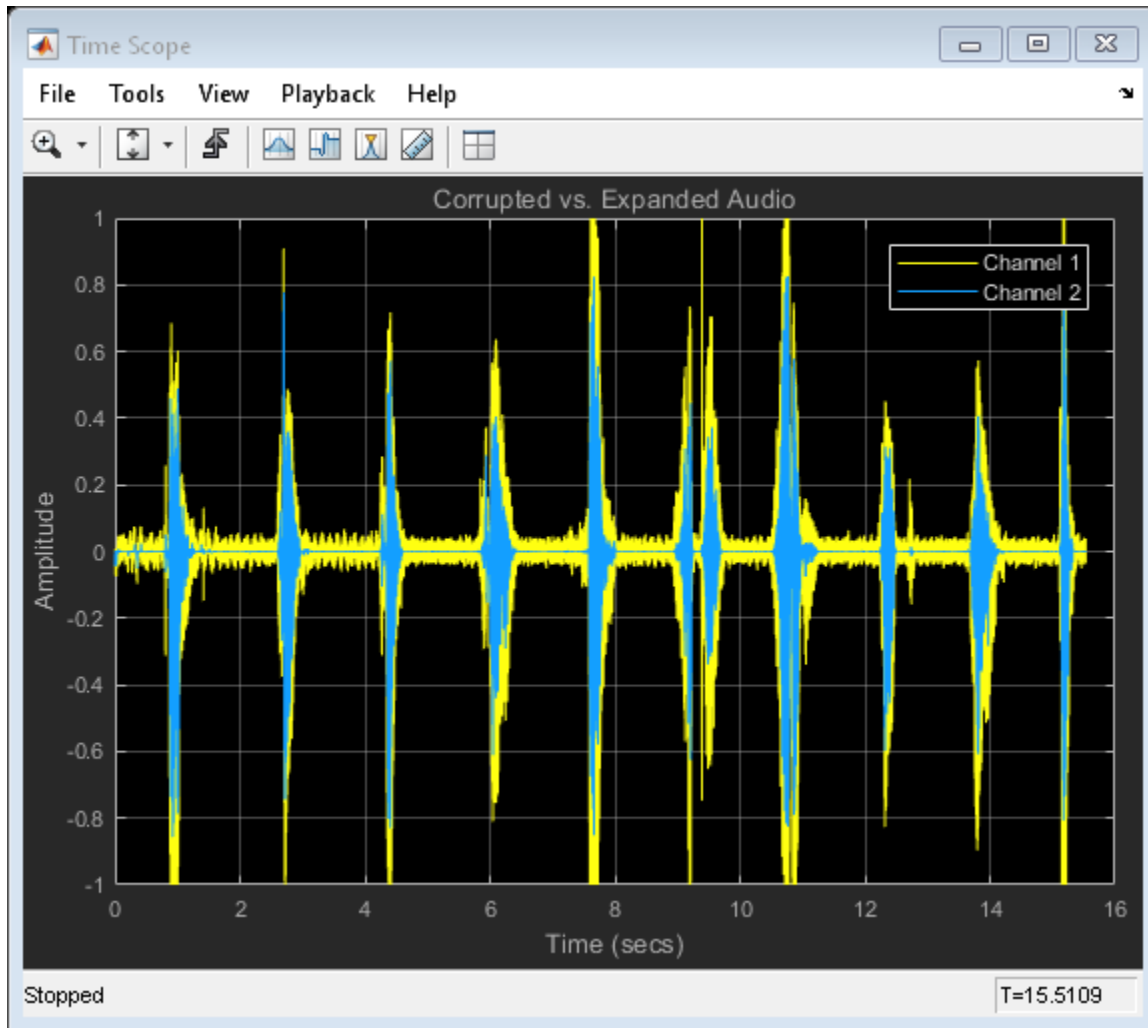 Time Scope
File Tools View Playback Help
Corrupted vs. Expanded Audio
Channel 1
Channel 2
1
0.8
0.6
0.4
0.2
0
-0.2
-0.4
-0.6
-0.8
-1
Amplitude
0 2 4 6 8 10 12 14 16
Time (secs)
Stopped T=15.5109